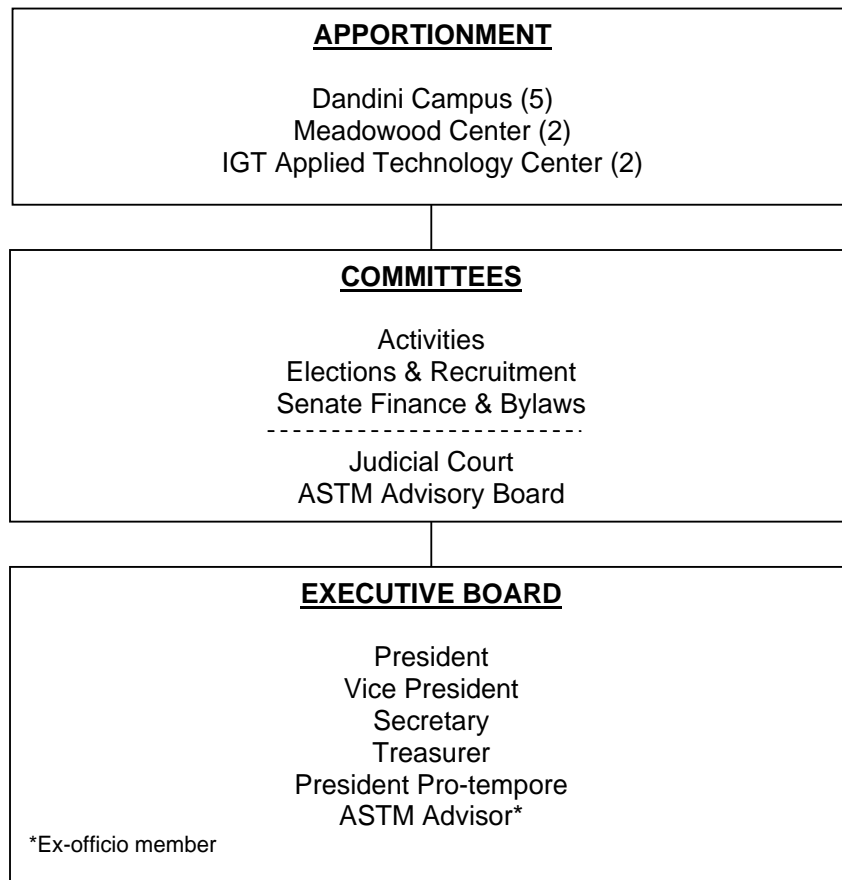 APPORTIONMENT
Dandini Campus (5)
Meadowood Center (2)
IGT Applied Technology Center (2)
COMMITTEES
Activities
Elections & Recruitment
Senate Finance & Bylaws
Judicial Court
ASTM Advisory Board
EXECUTIVE BOARD
President
Vice President
Secretary
Treasurer
President Pro-tempore
ASTM Advisor*
*Ex-officio member